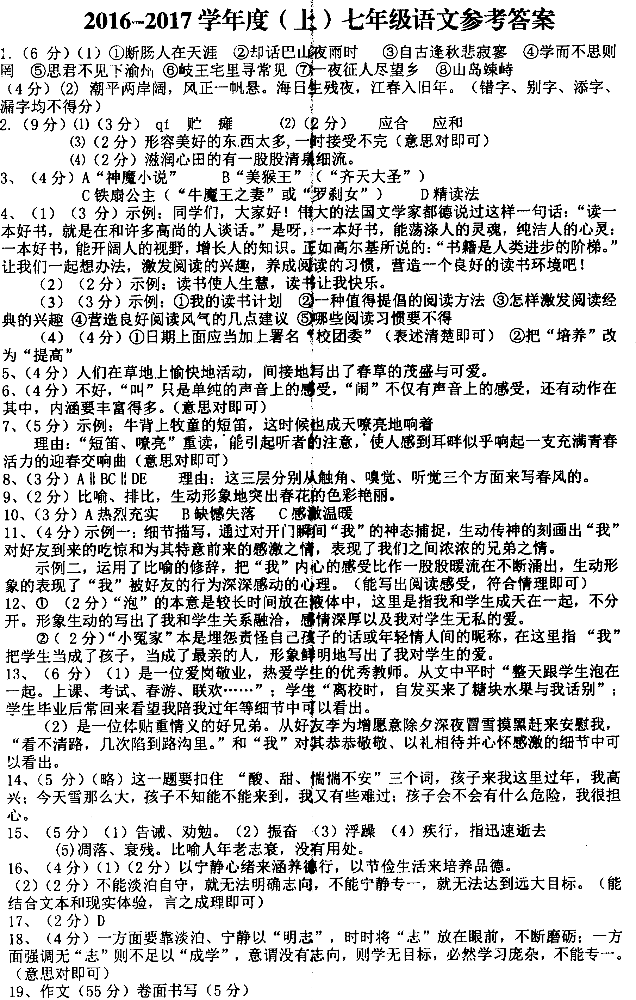 2016--2017 学年度（上）七年级语文参考答案
1.（6 分）（1）①断肠人在天涯 ②却话巴山夜雨时 ③自古逢秋悲寂寥 ④学而不思则
罔 ⑤思君不见下渝州 ⑥岐王宅里寻常见 ⑦一夜征人尽望乡 ⑧山岛竦峙
（4 分）(2) 潮平两岸阔，风正一帆悬。海日生残夜，江春入旧年。（错字、别字、添字、
漏字均不得分）
2.（9 分）⑴（3 分） qí 贮 瘫 ⑵（2 分） 应合 应和
⑶（2 分）形容美好的东西太多,一时接受不完（意思对即可）
⑷（2 分）滋润心田的有一股股清泉细流。
3、（4 分）A“神魔小说” B“美猴王”（“齐天大圣”）
C 铁扇公主（“牛魔王之妻”或“罗刹女”） D 精读法
4、（1）（3 分）示例：同学们，大家好！伟大的法国文学家都德说过这样一句话：“读一
本好书，就是在和许多高尚的人谈话。”是呀，一本好书，能荡涤人的灵魂，纯洁人的心灵：
一本好书，能开阔人的视野，增长人的知识。正如高尔基所说的：“书籍是人类进步的阶梯。”
让我们一起想办法，激发阅读的兴趣，养成阅读的习惯，营造一个良好的读书环境吧！
（2）（2 分）示例：读书使人生慧，读书让我快乐。
（3）（3 分）示例：①我的读书计划 ②一种值得提倡的阅读方法 ③怎样激发阅读经
典的兴趣 ④营造良好阅读风气的几点建议 ⑤哪些阅读习惯要不得
（4）（4 分）①日期上面应当加上署名“校团委”（表述清楚即可） ②把“培养”改
为“提高”
5、（4 分）人们在草地上愉快地活动，间接地写出了春草的茂盛与可爱。
6、（4 分）不好，“叫”只是单纯的声音上的感受，“闹”不仅有声音上的感受，还有动作在
其中，内涵要丰富得多。（意思对即可）
7、（5 分）示例：牛背上牧童的短笛，这时候也成天嘹亮地响着
理由：“短笛、嘹亮”重读，能引起听者的注意，使人感到耳畔似乎响起一支充满青春
活力的迎春交响曲（意思对即可）
8、（3 分）A‖BC‖DE 理由：这三层分别从触角、嗅觉、听觉三个方面来写春风的。
9、（2 分）比喻、排比，生动形象地突出春花的色彩艳丽。
10、（3 分）A 热烈充实 B 缺憾失落 C 感激温暖
11、（4 分）示例一：细节描写，通过对开门瞬间“我”的神态捕捉，生动传神的刻画出“我”
对好友到来的吃惊和为其特意前来的感激之情，表现了我们之间浓浓的兄弟之情。
示例二，运用了比喻的修辞，把“我”内心的感受比作一股股暖流在不断涌出，生动形
象的表现了“我”被好友的行为深深感动的心理。（能写出阅读感受，符合情理即可）
12、①（2 分）“泡”的本意是较长时间放在液体中，这里是指我和学生成天在一起，不分
开。形象生动的写出了我和学生关系融洽，感情深厚以及我对学生无私的爱。
②（ 2 分）“小冤家”本是埋怨责怪自己孩子的话或年轻情人间的昵称，在这里指 “我”
把学生当成了孩子，当成了最亲的人，形象鲜明地写出了我对学生的爱。
13、（6 分）（1）是一位爱岗敬业，热爱学生的优秀教师。从文中平时“整天跟学生泡在
一起。上课、考试、春游、联欢……”；学生“离校时，自发买来了糖块水果与我话别”；
学生毕业后常回来看望我陪我过年等细节中可以看出。
（2）是一位体贴重情义的好兄弟。从好友李为增愿意除夕深夜冒雪摸黑赶来安慰我，
“看不清路，几次陷到路沟里。”和“我”对其恭恭敬敬、以礼相待并心怀感激的细节中可
以看出。
14、（5 分）（略）这一题要扣住 “酸、甜、惴惴不安”三个词，孩子来我这里过年，我高
兴；今天雪那么大，孩子不知能不能来到，我又有些难过；孩子会不会有什么危险，我很担
心。
15、（5 分）（1）告诫、劝勉。（2）振奋 （3）浮躁 （4）疾行，指迅速逝去
(5)凋落、衰残。比喻人年老志衰，没有用处。
16、（4 分）（1）（2 分）以宁静心绪来涵养德行，以节俭生活来培养品德。
（2）（2 分）不能淡泊自守，就无法明确志向，不能宁静专一，就无法达到远大目标。（能
结合文本和现实体验，言之成理即可）
17、（2 分）D
18、（4 分）一方面要靠淡泊、宁静以“明志”，时时将“志”放在眼前，不断磨砺；一方
面强调无“志”则不足以“成学”，意谓没有志向，则学无目标，必然学习庞杂，不能专一。
（意思对即可）
19、作文（55 分）卷面书写（5 分）